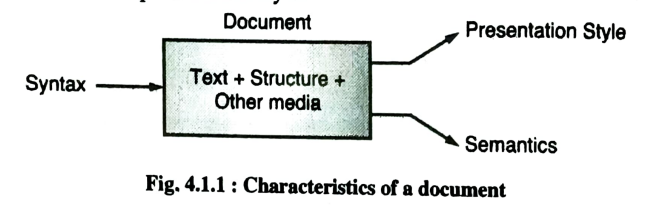 Document
Presentation Style
Syntax
Text + Structure +
Other media
Semantics
Fig. 4.1.1 : Characteristics of a document